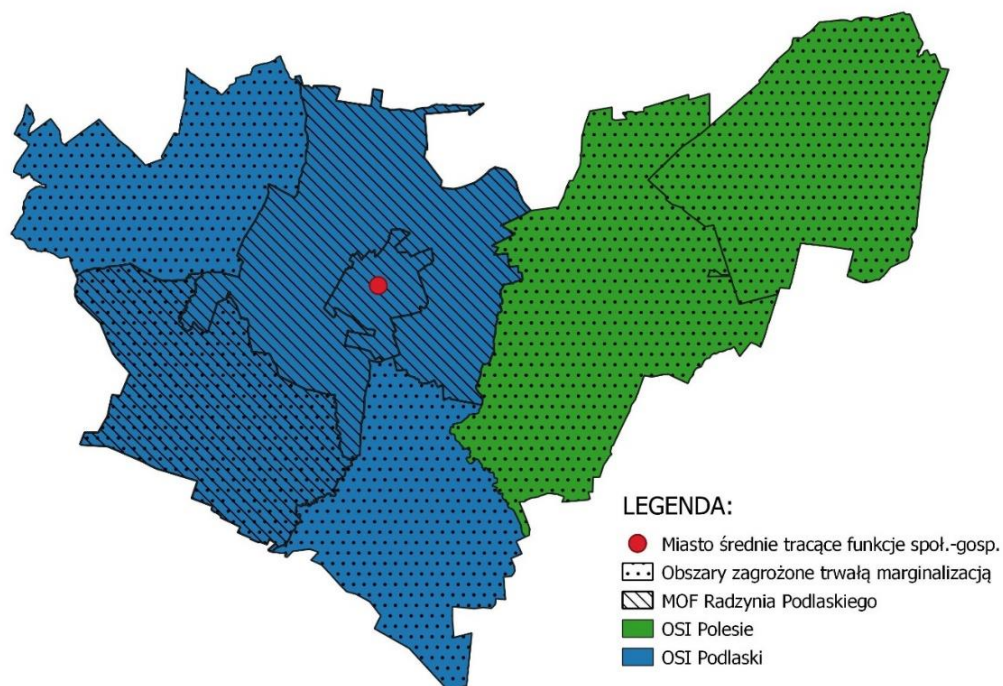 LEGENDA:
Miasto średnie tracące funkcje społ.-gosp.
Obszary zagrożone trwałą marginalizacją
MOF Radzynia Podlaskiego
OSI Polesie
OSI Podlaski